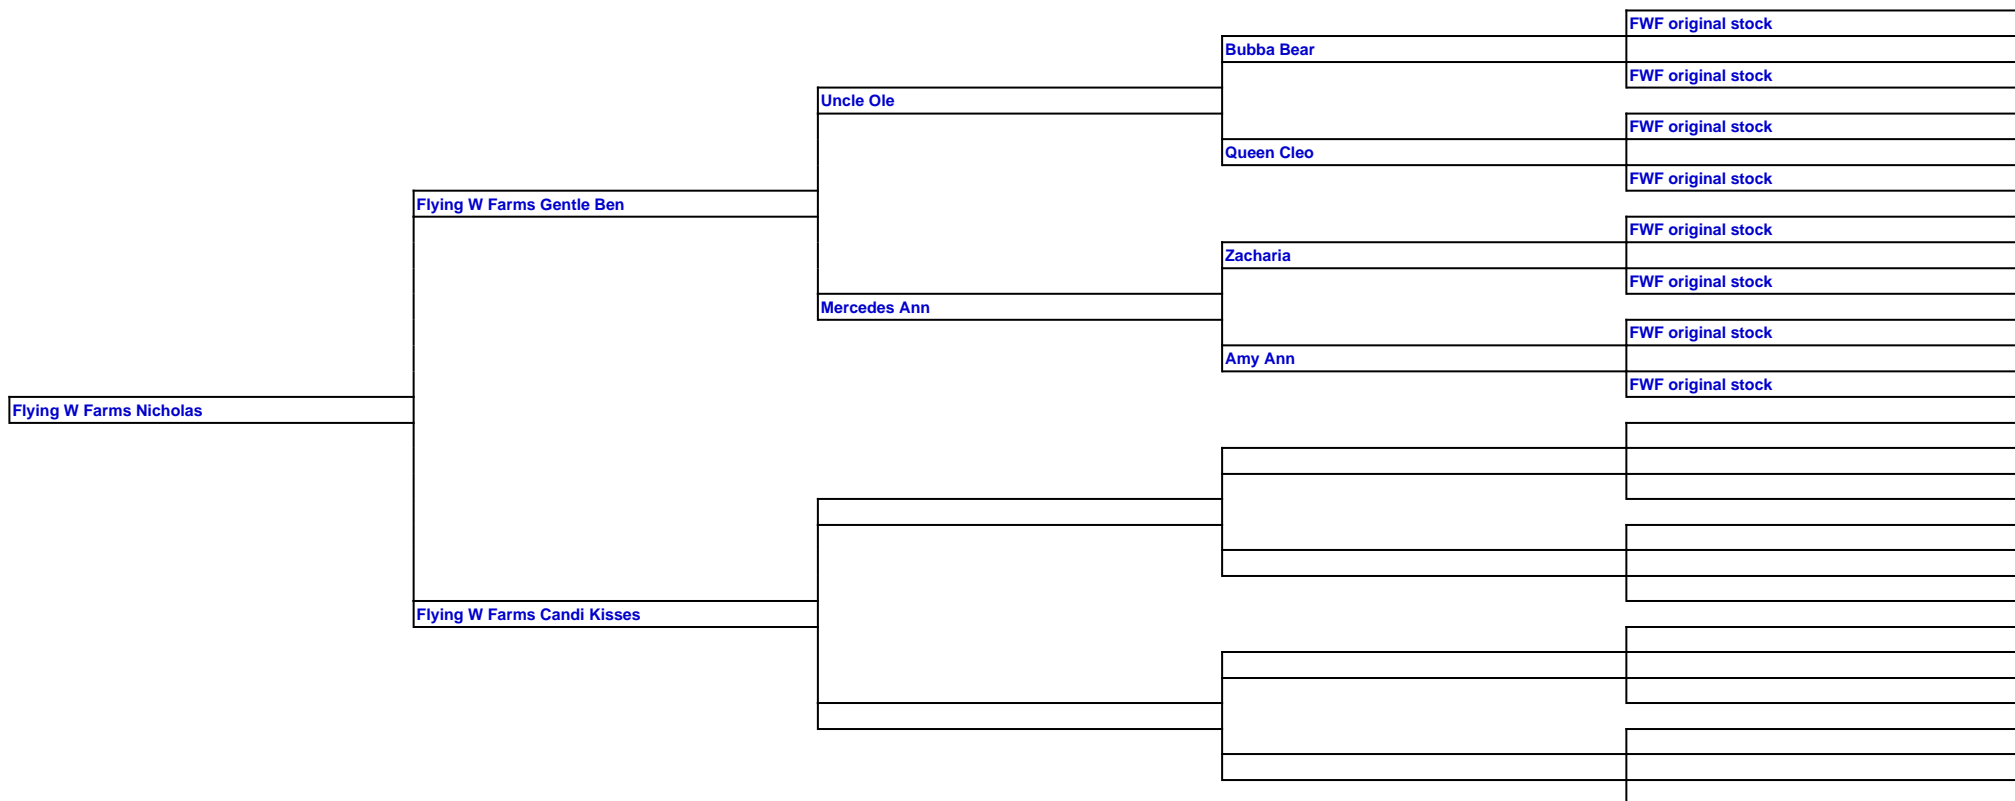 FWF original stock
Bubba Bear
FWF original stock
Uncle Ole
FWF original stock
Queen Cleo
FWF original stock
Flying W Farms Gentle Ben
FWF original stock
Zacharia
FWF original stock
Mercedes Ann
FWF original stock
Amy Ann
FWF original stock
Flying W Farms Nicholas
Flying W Farms Candi Kisses